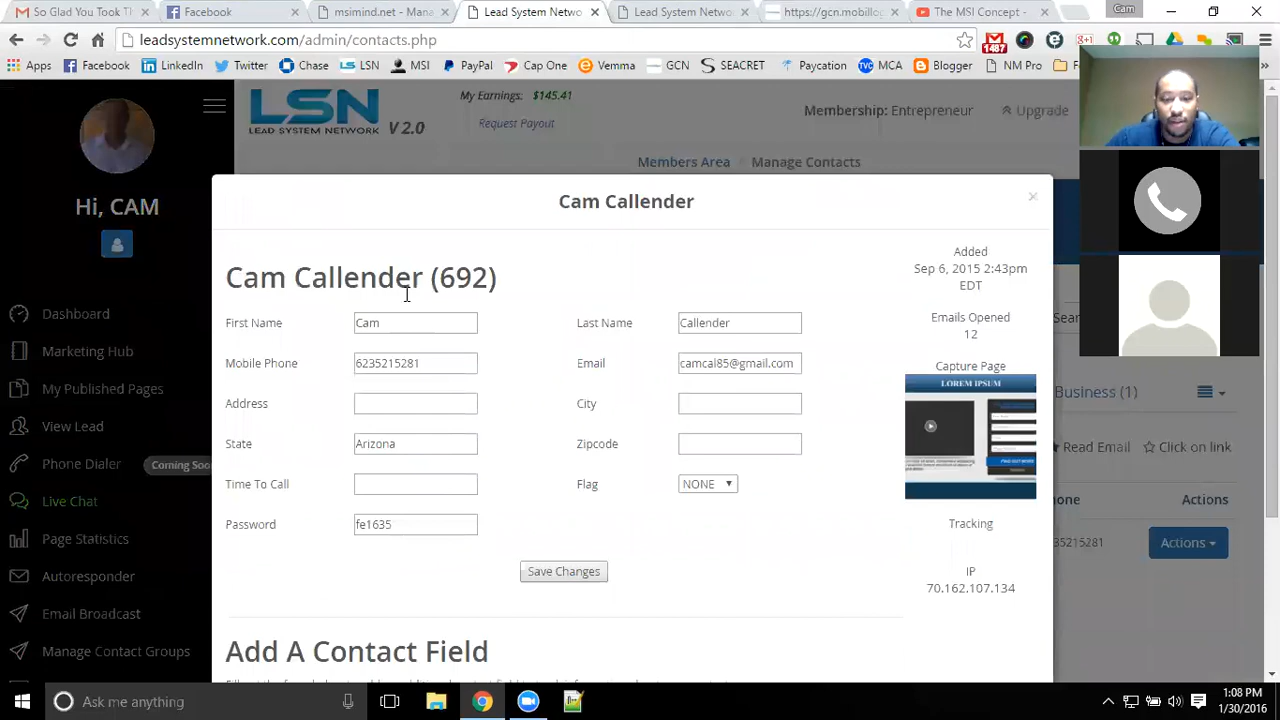 So Glad You Took Th
Facebook
msimind.net - Mana
Lead System Netwo
Lead System Network
https://gcn.mobillog
The MSI Concept -
Cam
leadsystemnetwork.com/admin/contacts.php
1487
Apps
Facebook
LinkedIn
Twitter
Chase
LSN
MSI
PayPal
Cap One
Vemma
GCN
SEACRET
Paycation
TVC
MCA
Blogger
NM Pro
LSN
LEAD SYSTEM NETWORK
V 2.0
My Earnings: $145.41
Request Payout
Membership: Entrepreneur
Upgrade
Members Area
Manage Contacts
Hi, CAM
Dashboard
Marketing Hub
My Published Pages
View Lead
Phone Dialer
Coming Soo
Live Chat
Page Statistics
Autoresponder
Email Broadcast
Manage Contact Groups
Cam Callender
×
Cam Callender (692)
First Name
Cam
Last Name
Callender
Mobile Phone
6235215281
Email
camcal85@gmail.com
Address
City
State
Arizona
Zipcode
Time To Call
Flag
NONE
Password
fe1635
Save Changes
Added
Sep 6, 2015 2:43pm
EDT
Emails Opened
12
Capture Page
LOREM IPSUM
Tracking
IP
70.162.107.134
Add A Contact Field
Sear
Business (1)
Read Email
Click on link
one
Actions
35215281
Actions
Ask me anything
1:08 PM
1/30/2016